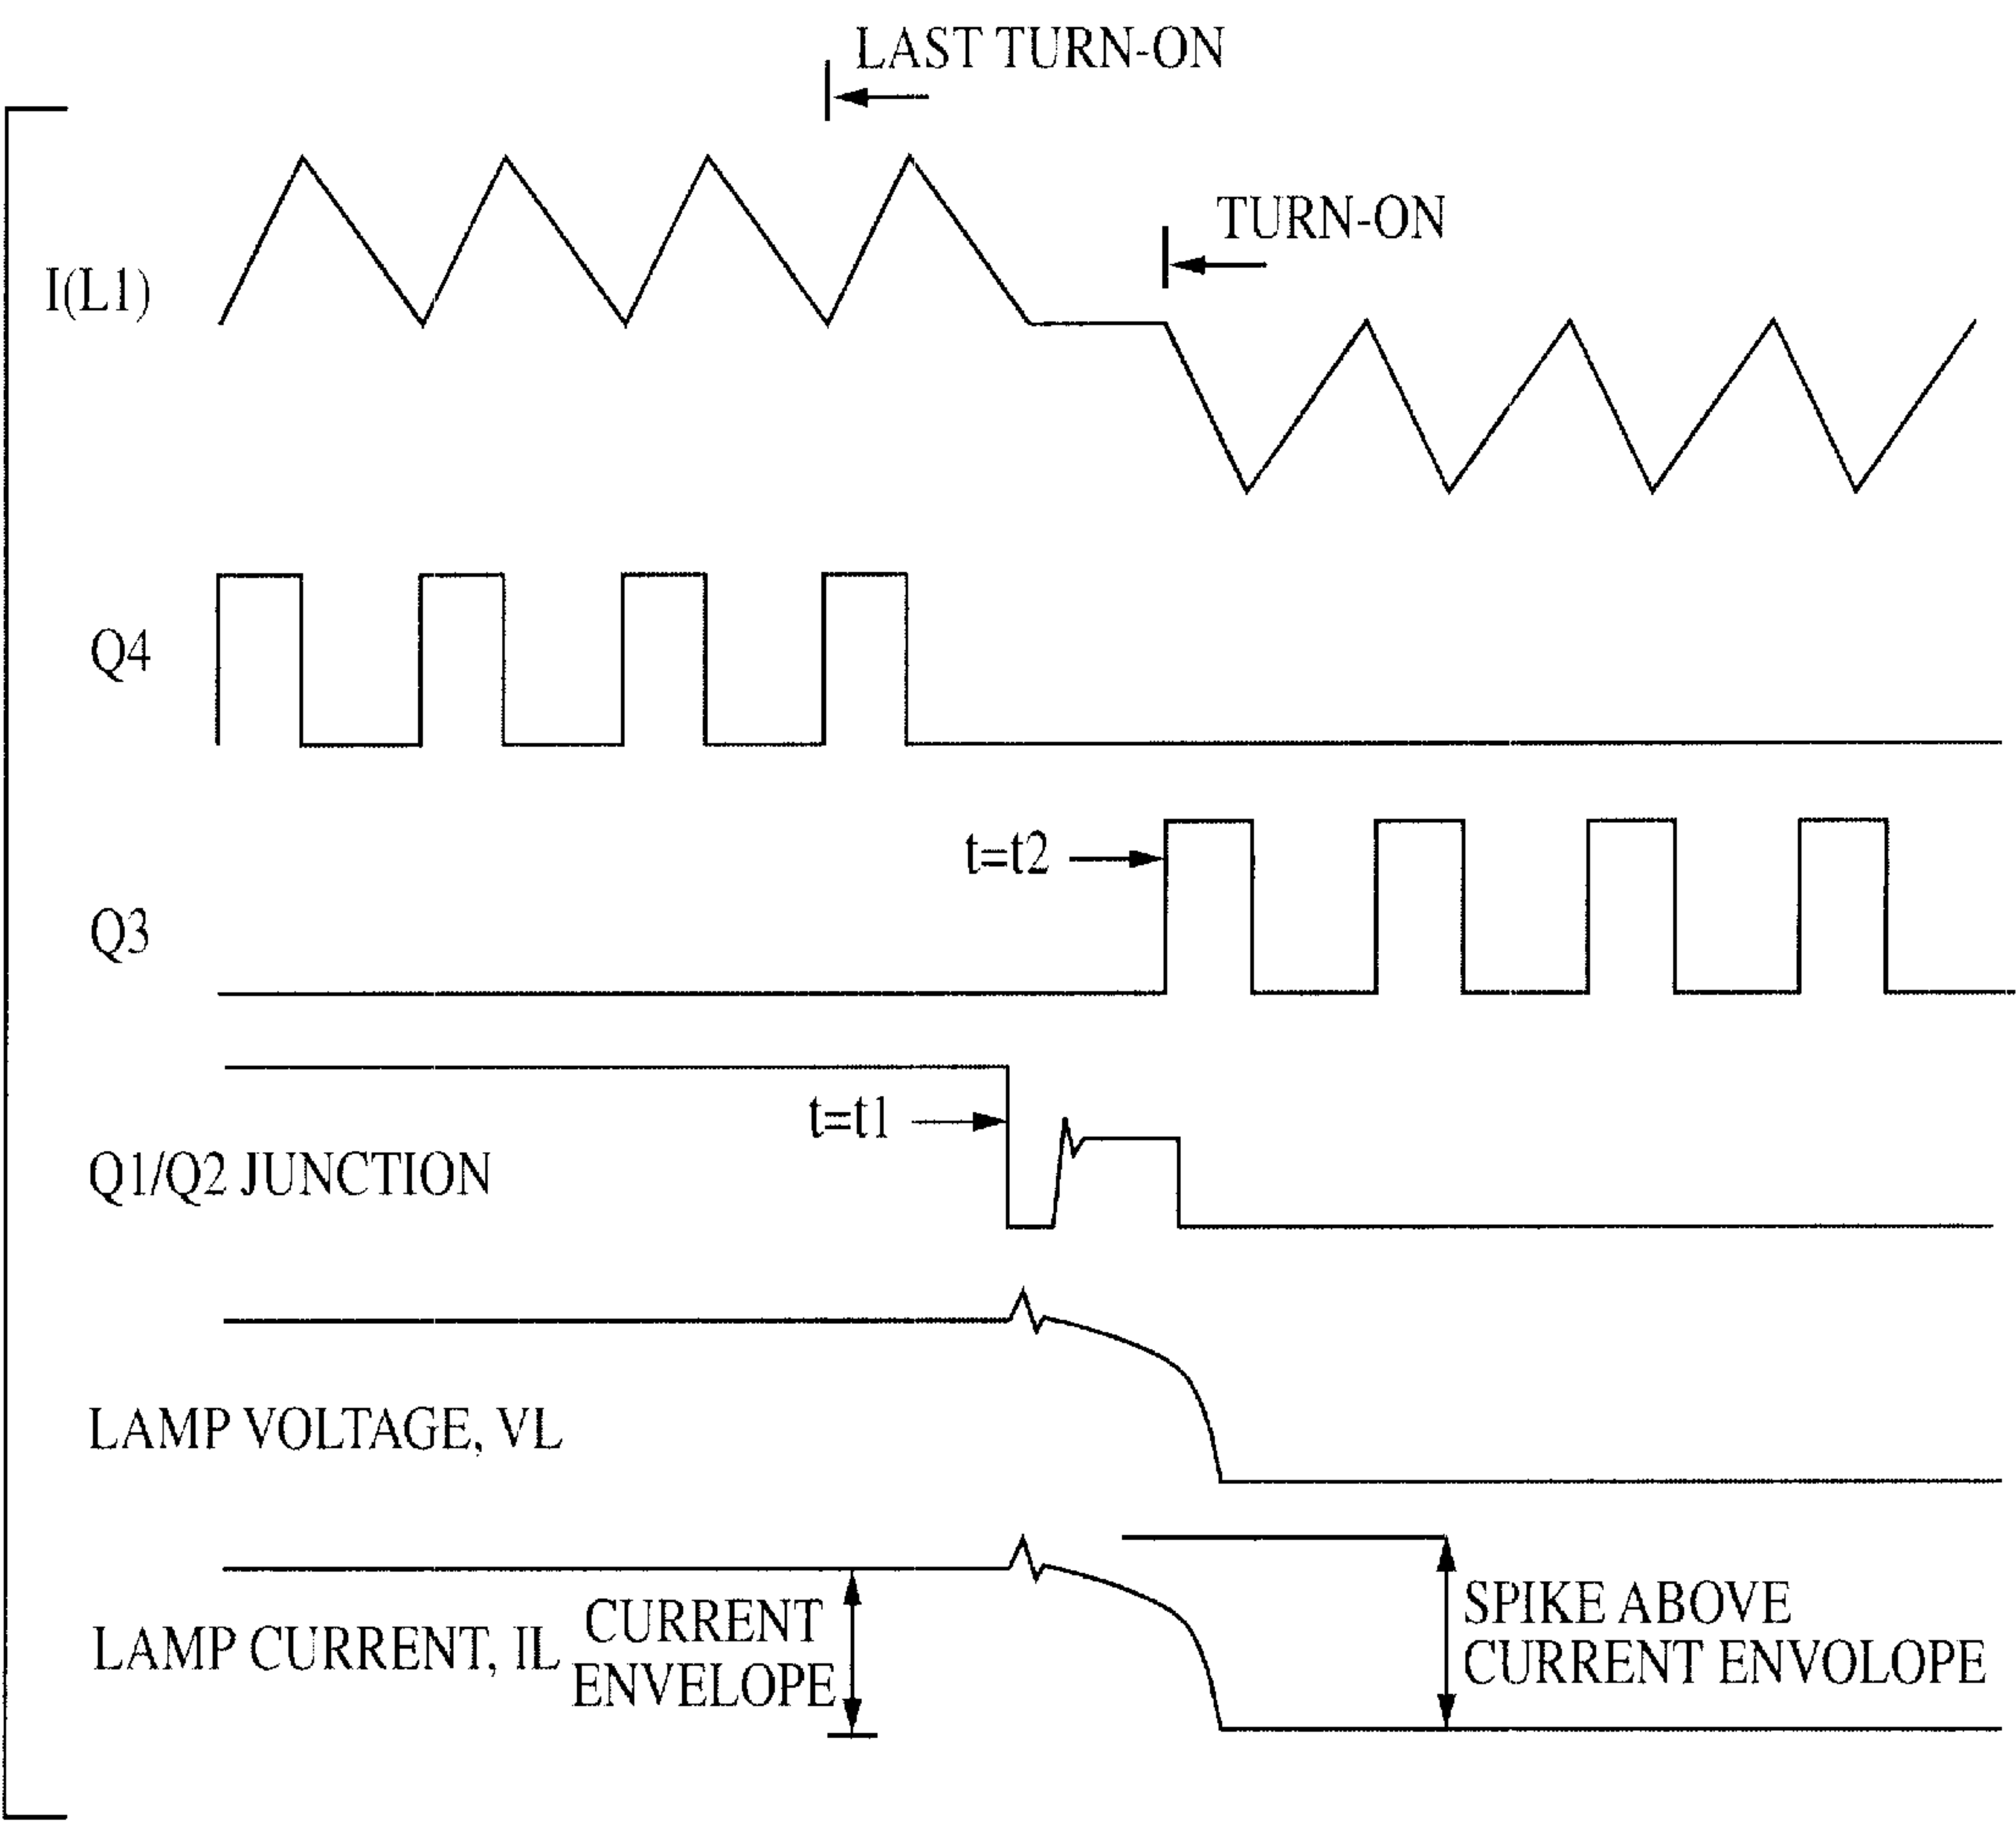 LAST TURN-ON
TURN-ON
I(L1)
Q4
t=t2
Q3
t=t1
Q1/Q2 JUNCTION
LAMP VOLTAGE, VL
LAMP CURRENT, IL
CURRENT
ENVELOPE
SPIKE ABOVE
CURRENT ENVOLOPE